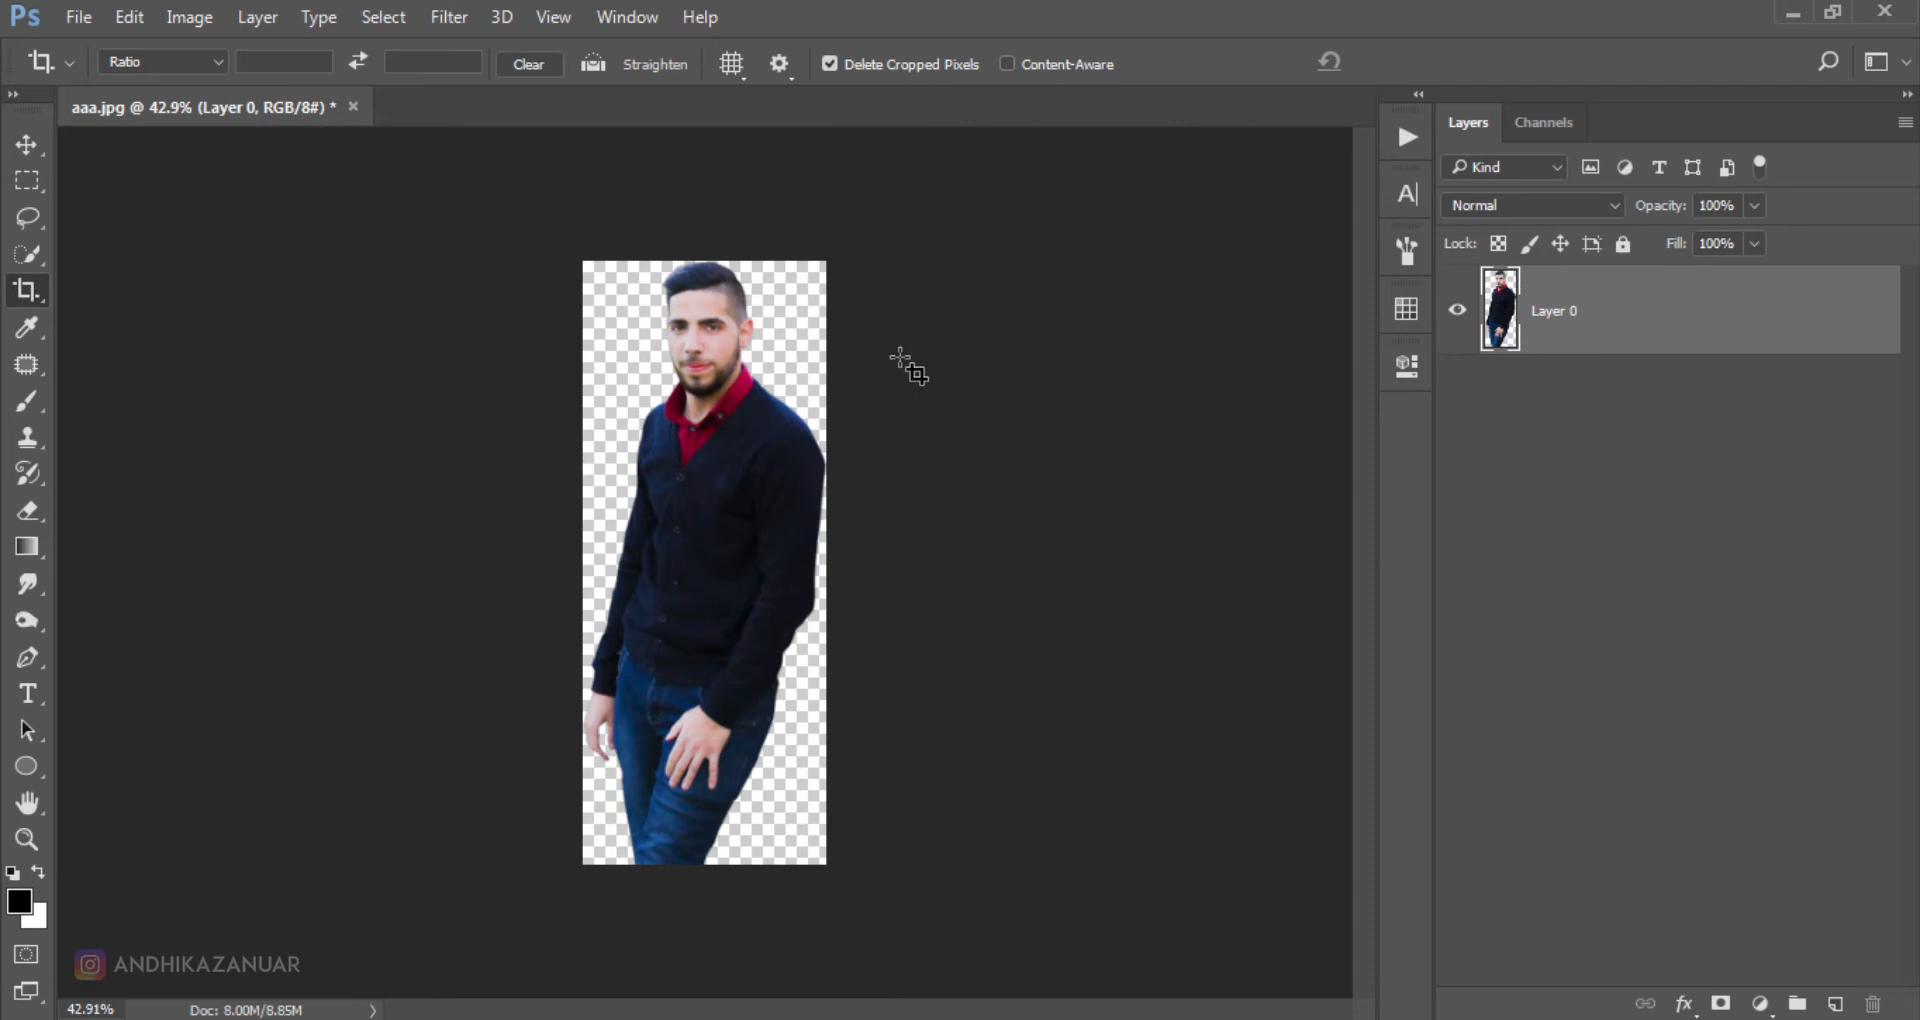 Ps File Edit Image Layer Type Select Filter 3D View Window Help
Ratio Clear Straighten Delete Cropped Pixels Content-Aware
aaa.jpg @ 42.9% (Layer 0, RGB/8#) * ×
Layers Channels
Kind
Normal Opacity: 100%
Lock: Fill: 100%
Layer 0
ANDHIKAZANUAR
42.91% Doc: 8.00M/8.85M